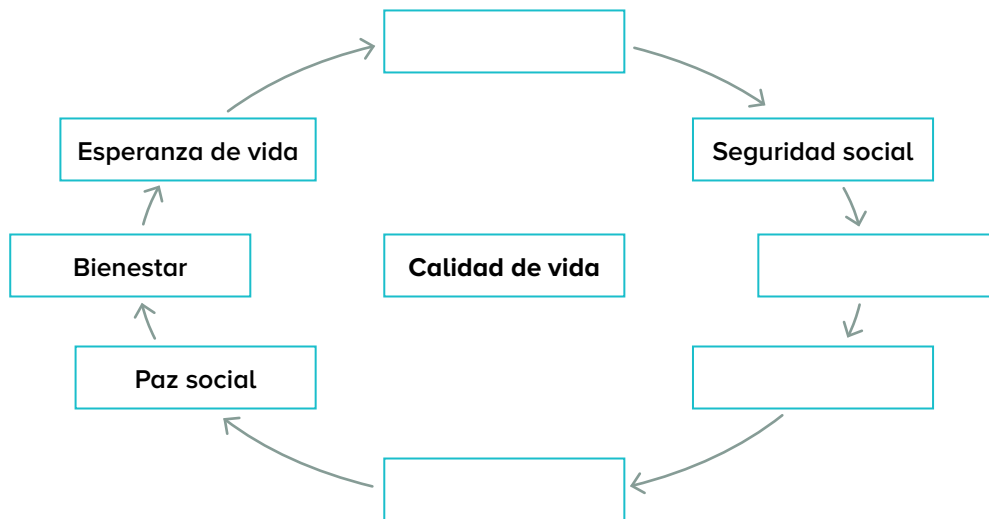 Esperanza de vida
Seguridad social
Bienestar
Calidad de vida
Paz social